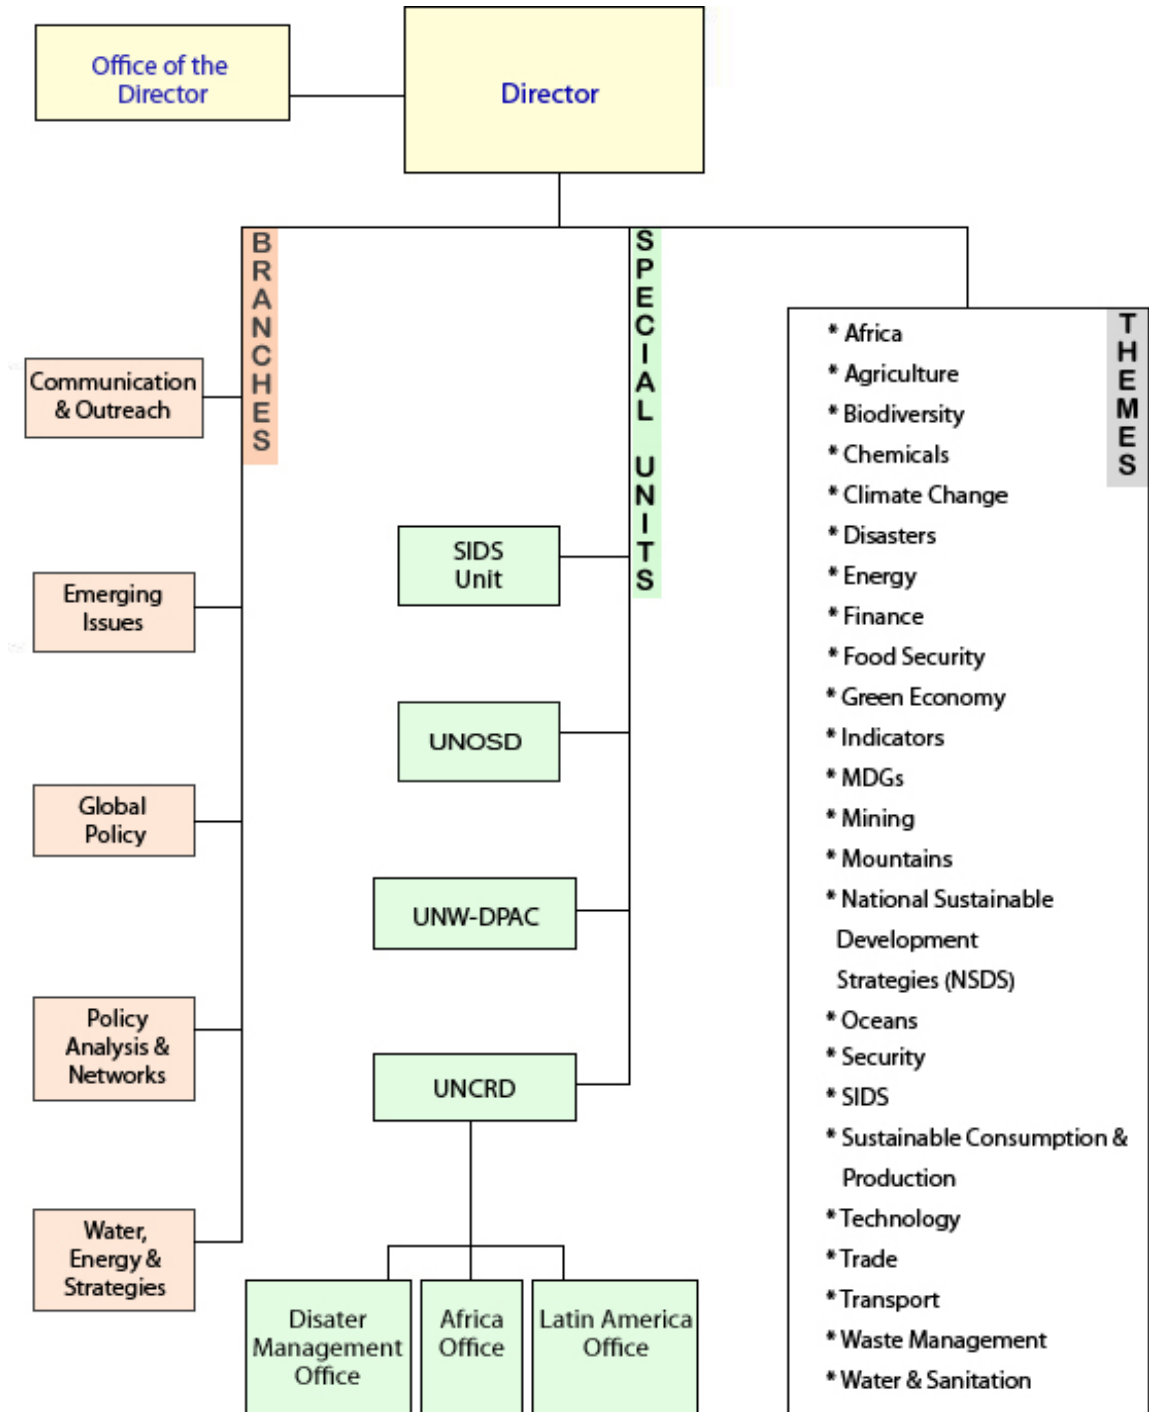 Office of the
Director
Director
BRANCHES
SPECIAL UNITS
THEMES
Communication
& Outreach
Emerging
Issues
Global
Policy
Policy
Analysis &
Networks
Water,
Energy &
Strategies
SIDS
Unit
UNOSD
UNW-DPAC
UNCRD
Disater
Management
Office
Africa
Office
Latin America
Office
* Africa
* Agriculture
* Biodiversity
* Chemicals
* Climate Change
* Disasters
* Energy
* Finance
* Food Security
* Green Economy
* Indicators
* MDGs
* Mining
* Mountains
* National Sustainable
Development
Strategies (NSDS)
* Oceans
* Security
* SIDS
* Sustainable Consumption &
Production
* Technology
* Trade
* Transport
* Waste Management
* Water & Sanitation